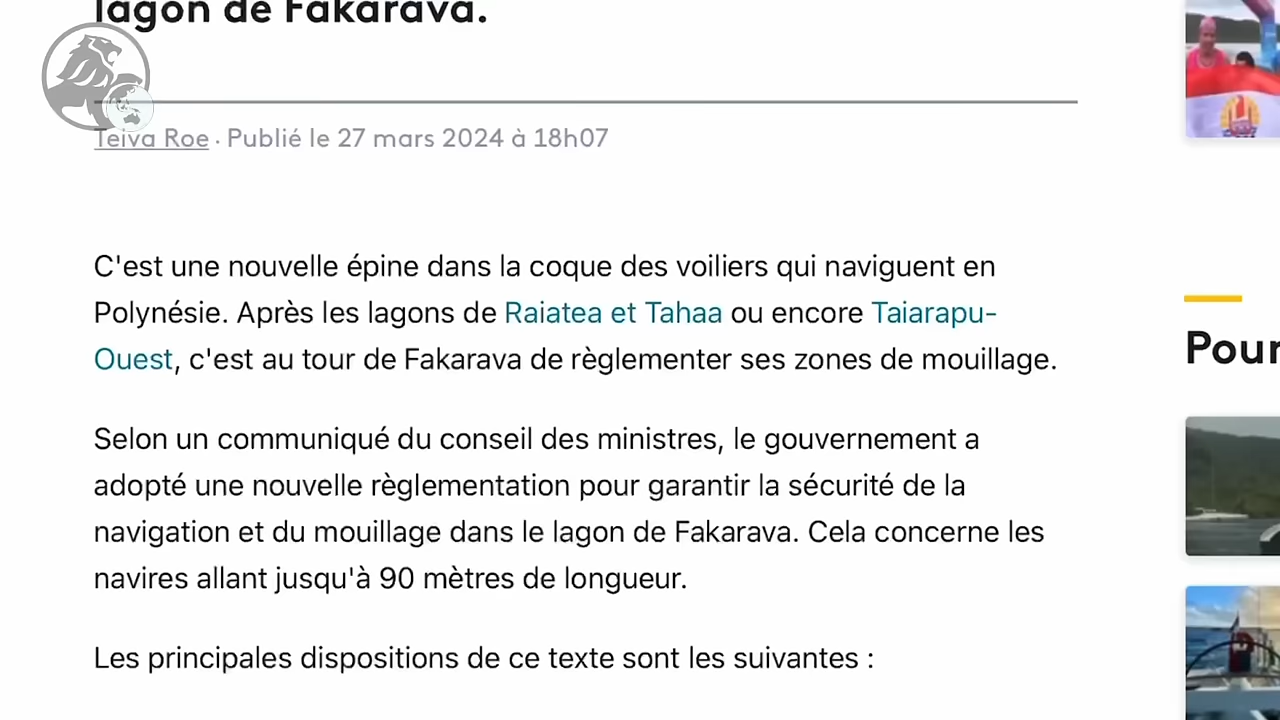 lagon de Fakarava.
Teiva Roe · Publié le 27 mars 2024 à 18h07
C'est une nouvelle épine dans la coque des voiliers qui naviguent en
Polynésie. Après les lagons de Raiatea et Tahaa ou encore Taiarapu-
Ouest, c'est au tour de Fakarava de règlementer ses zones de mouillage.
Selon un communiqué du conseil des ministres, le gouvernement a
adopté une nouvelle règlementation pour garantir la sécurité de la
navigation et du mouillage dans le lagon de Fakarava. Cela concerne les
navires allant jusqu'à 90 mètres de longueur.
Les principales dispositions de ce texte sont les suivantes :
Pour